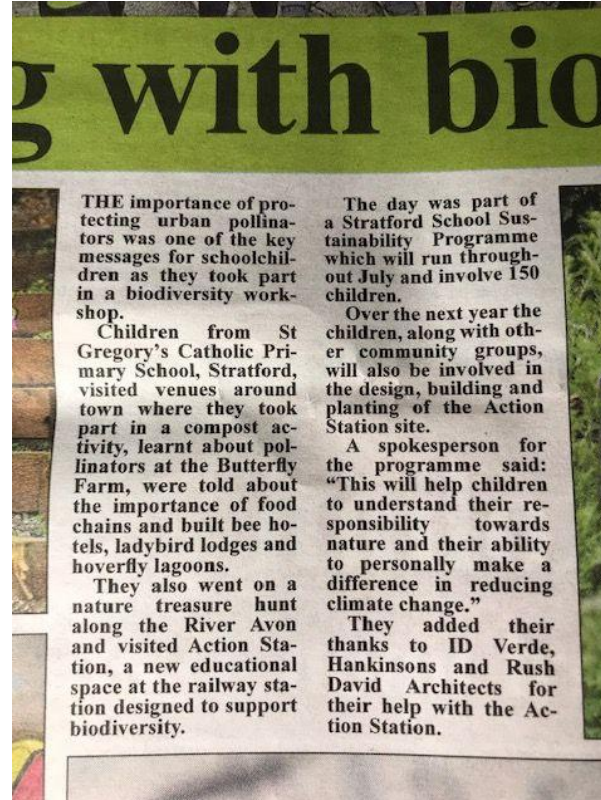 g with bio
THE importance of pro-
tecting urban pollina-
tors was one of the key
messages for schoolchil-
dren as they took part
in a biodiversity work-
shop.
Children from St
Gregory's Catholic Pri-
mary School, Stratford,
visited venues around
town where they took
part in a compost ac-
tivity, learnt about pol-
linators at the Butterfly
Farm, were told about
the importance of food
chains and built bee ho-
tels, ladybird lodges and
hoverfly lagoons.
They also went on a
nature treasure hunt
along the River Avon
and visited Action Sta-
tion, a new educational
space at the railway sta-
tion designed to support
biodiversity.
The day was part of
a Stratford School Sus-
tainability Programme
which will run through-
out July and involve 150
children.
Over the next year the
children, along with oth-
er community groups,
will also be involved in
the design, building and
planting of the Action
Station site.
A spokesperson for
the programme said:
“This will help children
to understand their re-
sponsibility towards
nature and their ability
to personally make a
difference in reducing
climate change.”
They added their
thanks to ID Verde,
Hankinsons and Rush
David Architects for
their help with the Ac-
tion Station.